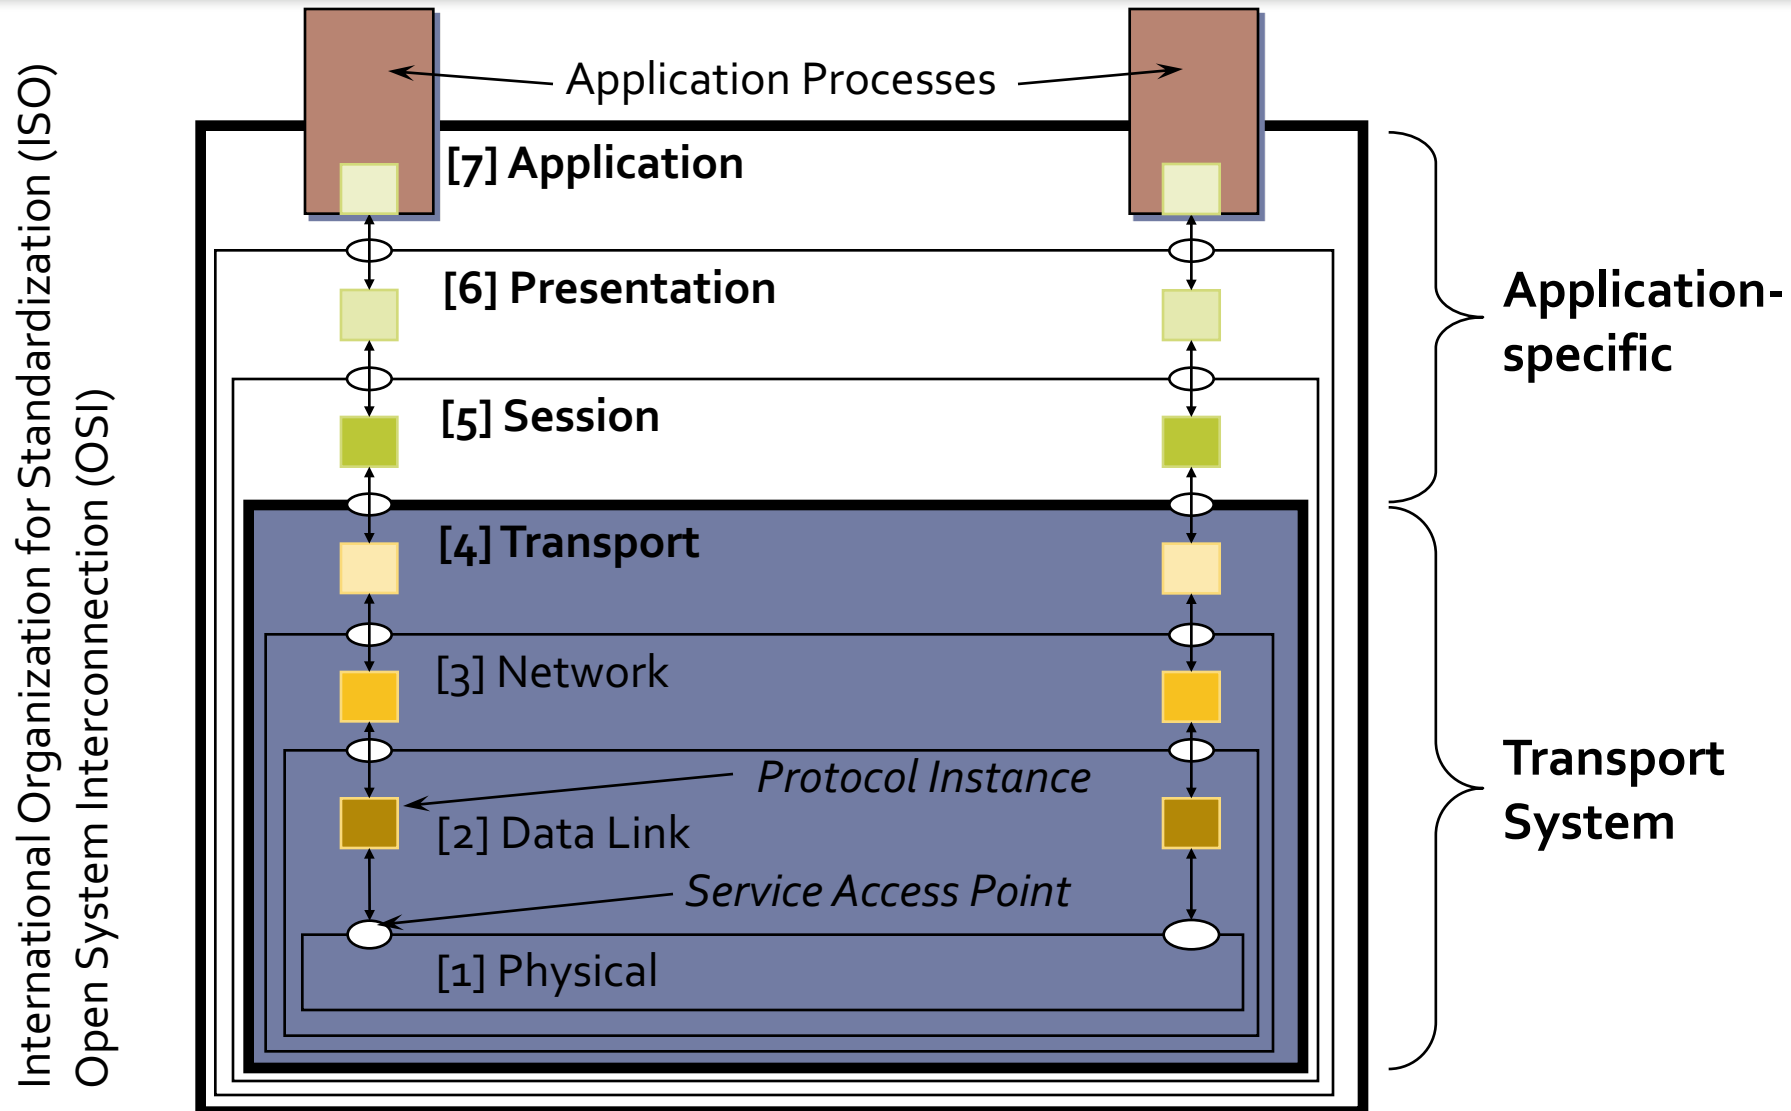 International Organization for Standardization (ISO)
Open System Interconnection (OSI)
Application Processes
[7] Application
[6] Presentation
[5] Session
[4] Transport
[3] Network
Protocol Instance
[2] Data Link
Service Access Point
[1] Physical
Application-
specific
Transport
System